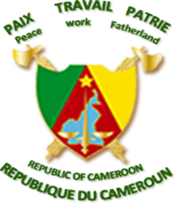 PAIX TRAVAIL PATRIE
Peace work Fatherland
REPUBLIC OF CAMEROON
REPUBLIQUE DU CAMEROUN